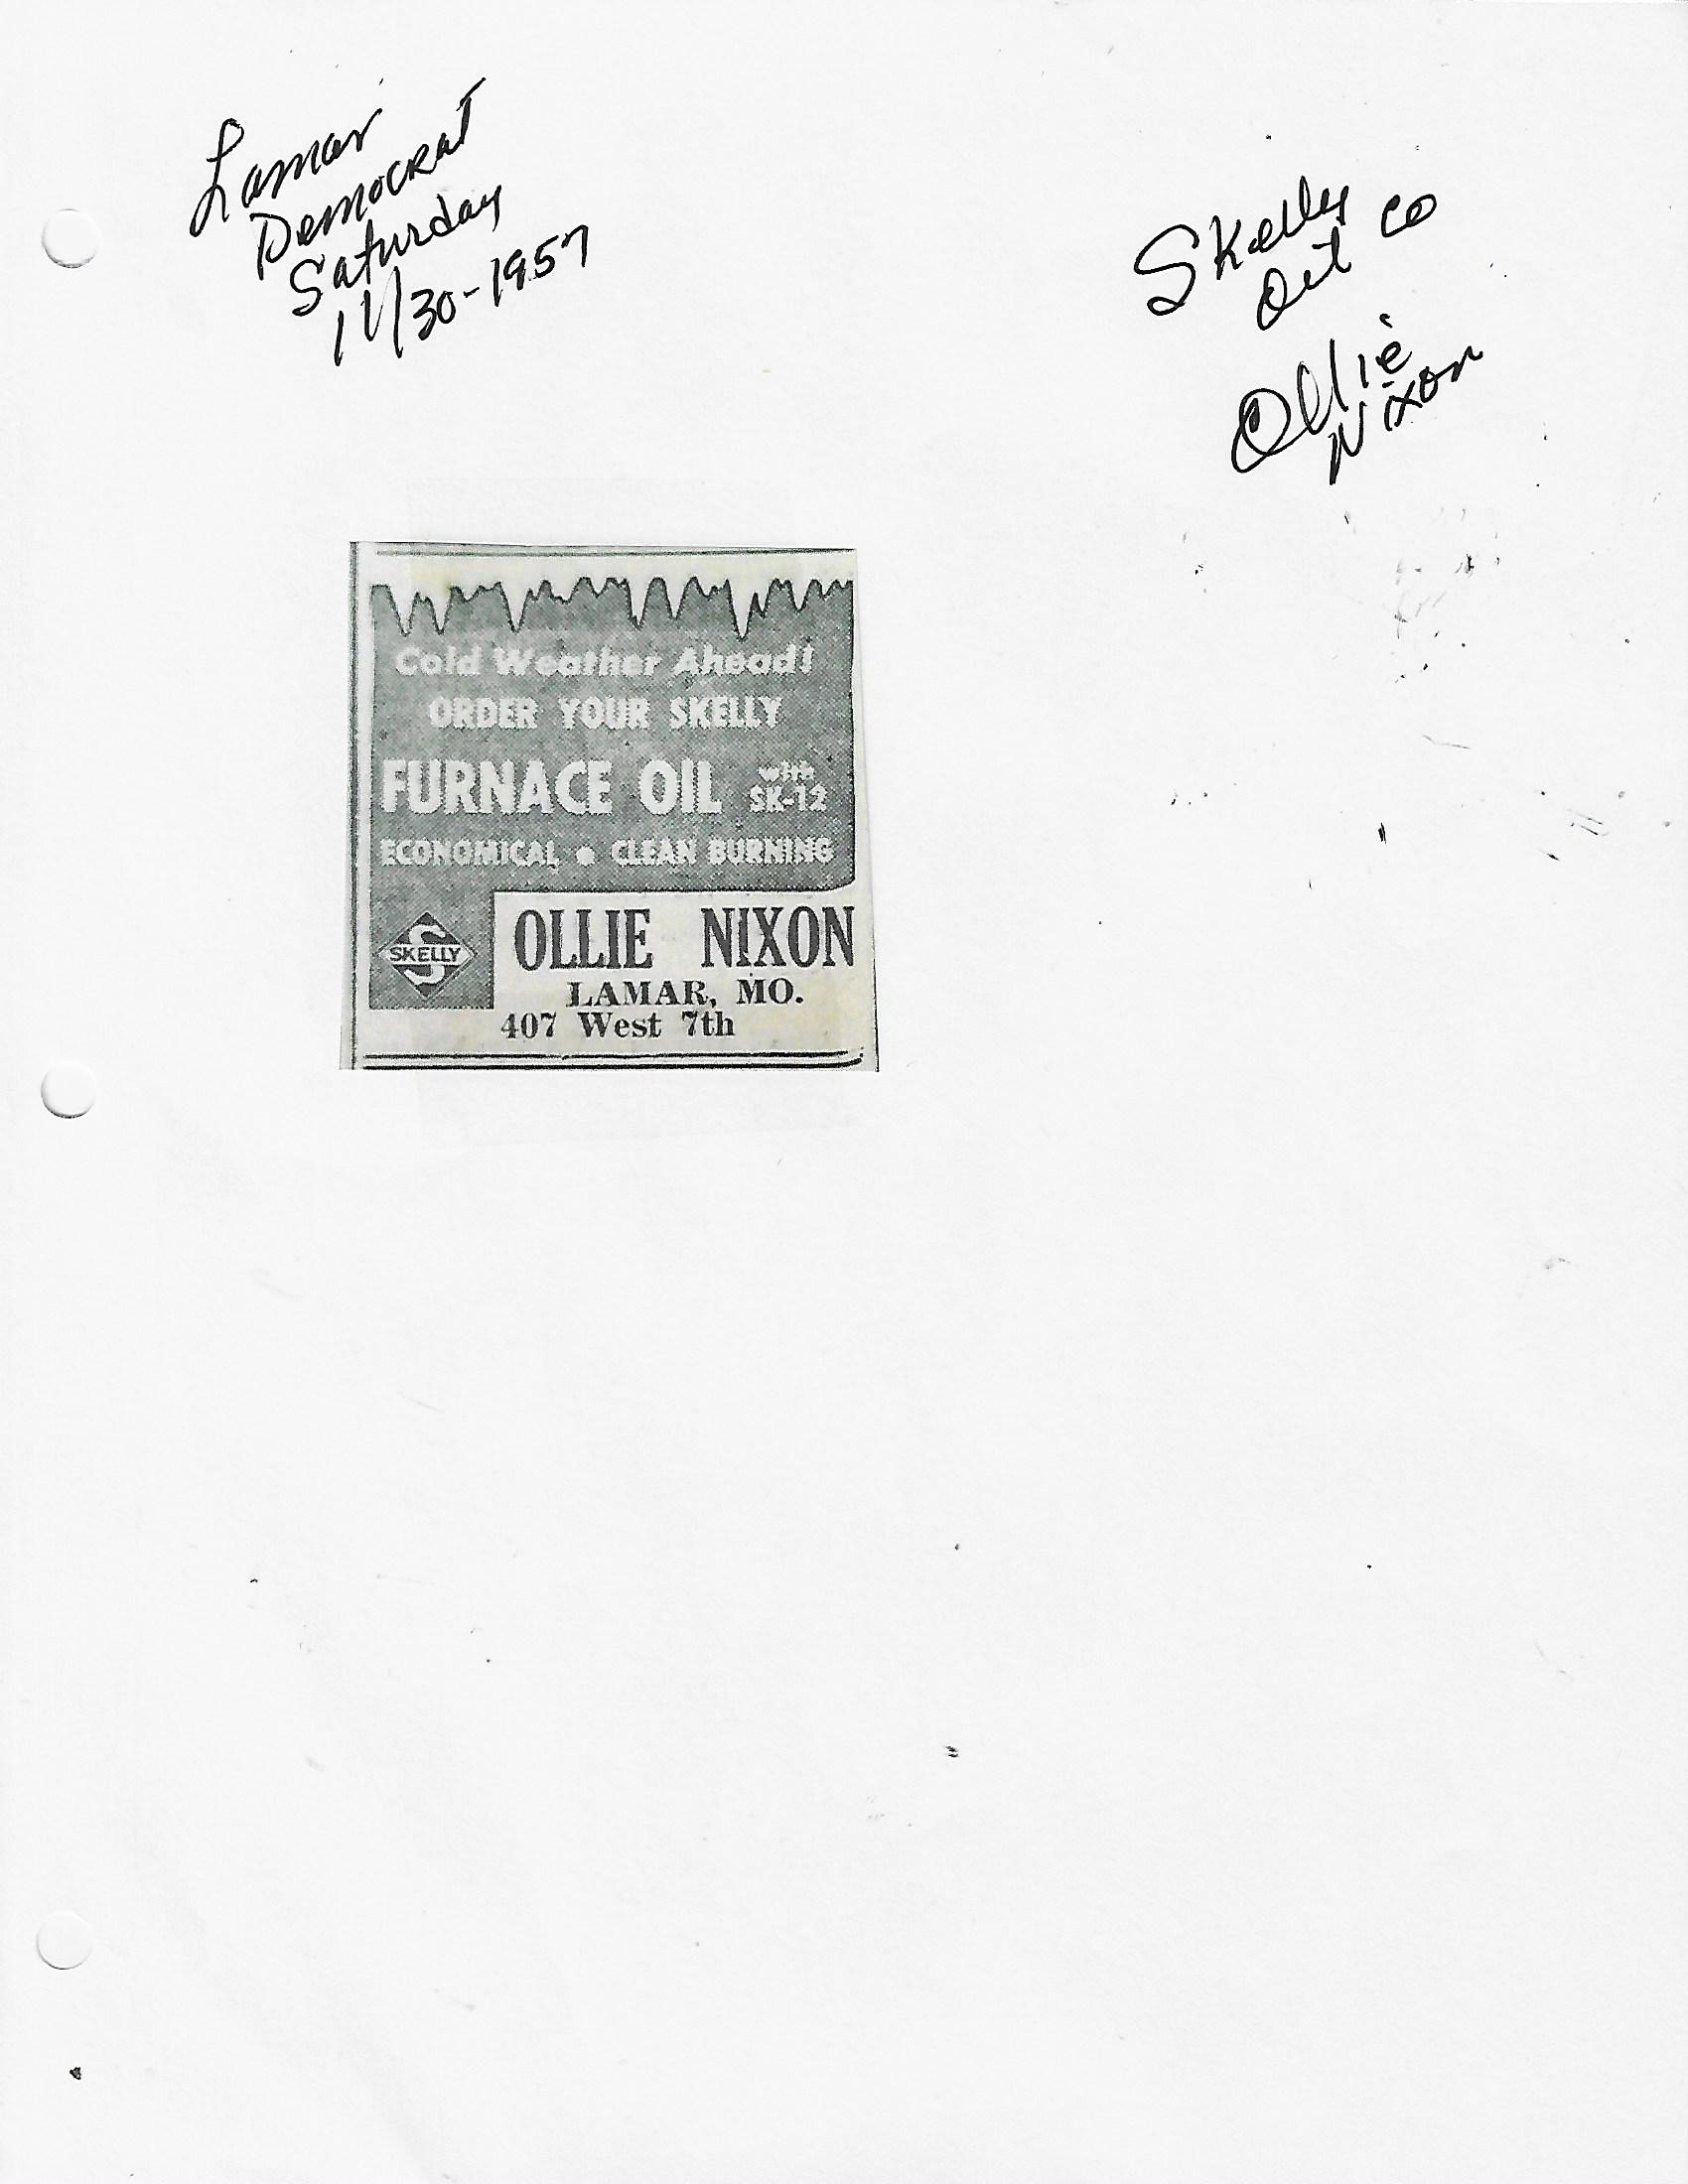 Lamar
Democrat
Saturday
11/30-1957
Skelly
Oil Co
Ollie
Nixon
Cold Weather Ahead!
ORDER YOUR SKELLY
FURNACE OIL with
SK-12
ECONOMICAL • CLEAN BURNING
SKELLY
OLLIE NIXON
LAMAR, MO.
407 West 7th